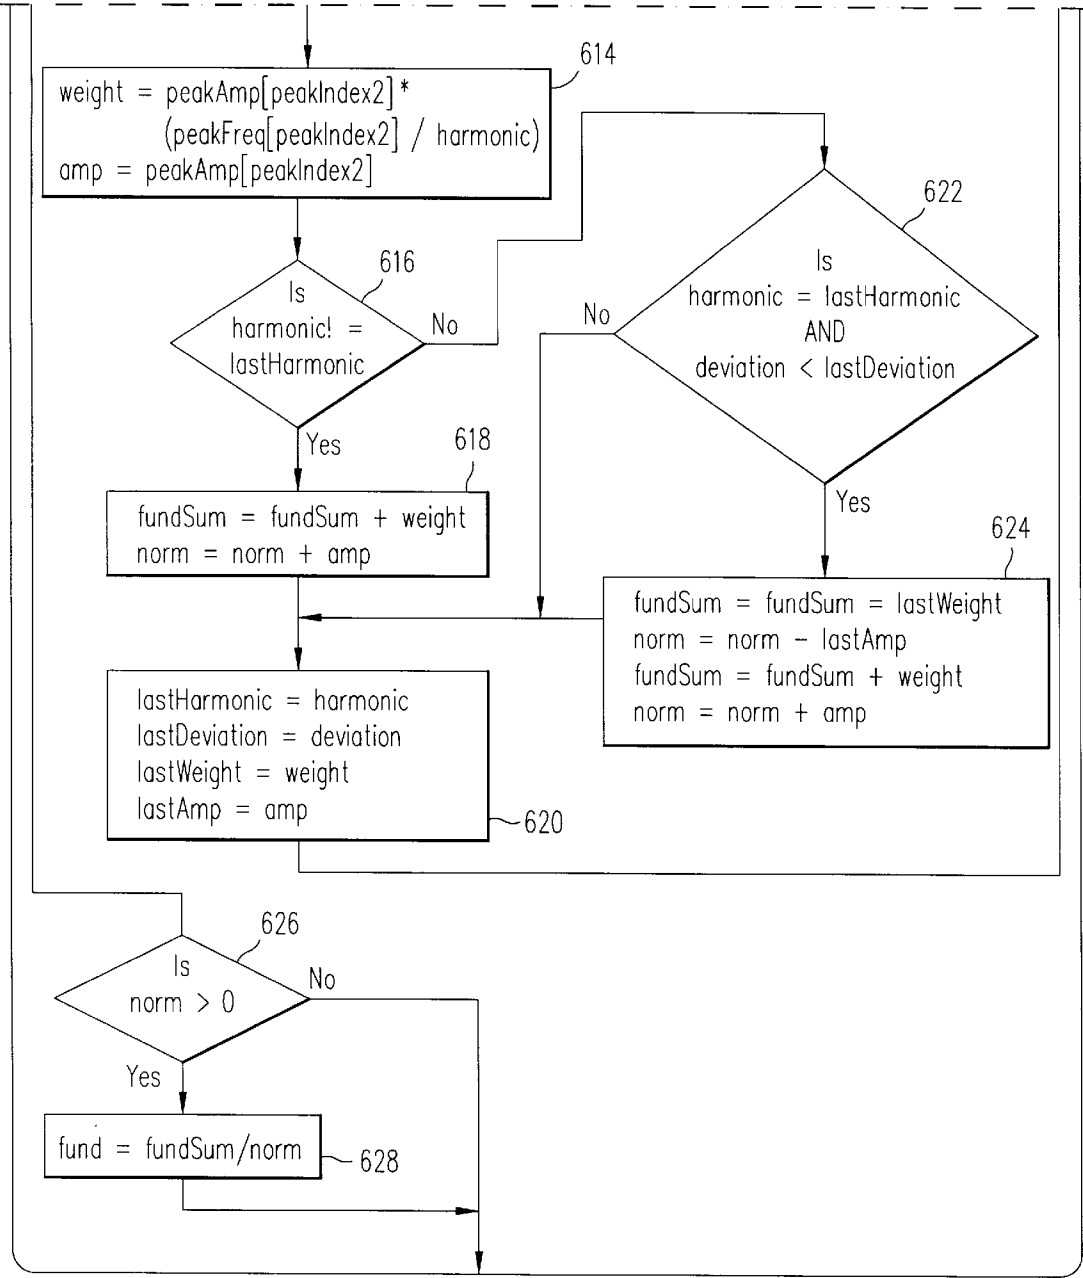 614
weight = peakAmp[peakIndex2]*
(peakFreq[peakIndex2] / harmonic)
amp = peakAmp[peakIndex2]
616
Is
harmonic! =
lastHarmonic
No
Yes
622
Is
harmonic = lastHarmonic
AND
deviation < lastDeviation
No
Yes
618
fundSum = fundSum + weight
norm = norm + amp
624
fundSum = fundSum = lastWeight
norm = norm - lastAmp
fundSum = fundSum + weight
norm = norm + amp
lastHarmonic = harmonic
lastDeviation = deviation
lastWeight = weight
lastAmp = amp
620
626
Is
norm > 0
No
Yes
fund = fundSum/norm
628